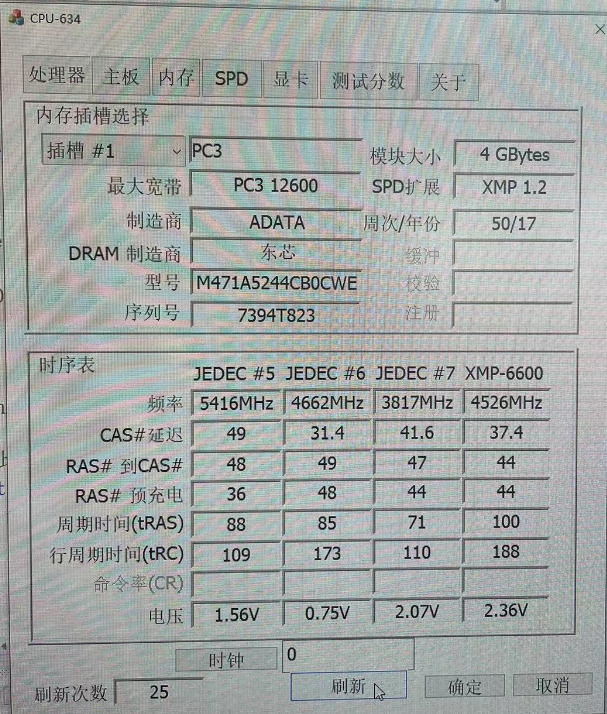 CPU-634
处理器 主板 内存 SPD 显卡 测试分数 关于
内存插槽选择
插槽 #1 PC3 模块大小 4 GBytes
最大宽带 PC3 12600 SPD扩展 XMP 1.2
制造商 ADATA 周次/年份 50/17
DRAM 制造商 东芯 缓冲
型号 M471A5244CB0CWE 校验
序列号 7394T823 注册
时序表
JEDEC #5 JEDEC #6 JEDEC #7 XMP-6600
频率 5416MHz 4662MHz 3817MHz 4526MHz
CAS#延迟 49 31.4 41.6 37.4
RAS# 到CAS# 48 49 47 44
RAS# 预充电 36 48 44 44
周期时间(tRAS) 88 85 71 100
行周期时间(tRC) 109 173 110 188
命令率(CR)
电压 1.56V 0.75V 2.07V 2.36V
时钟 0
刷新次数 25 刷新 确定 取消